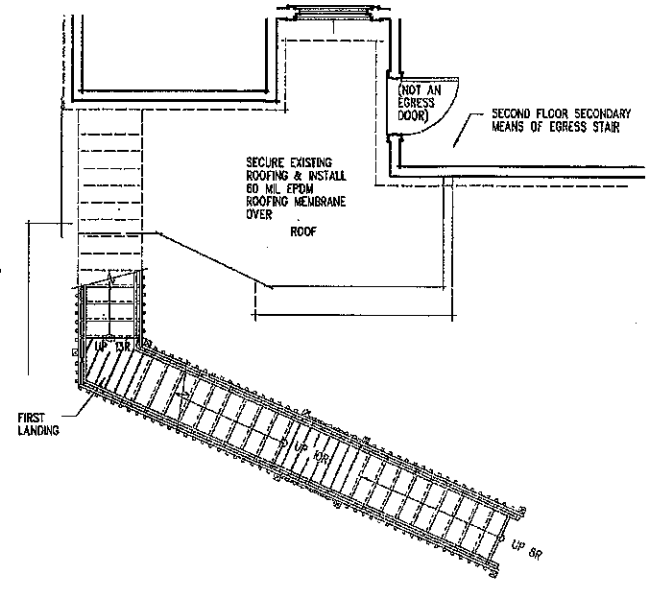 (NOT AN
EGRESS
DOOR)
SECOND FLOOR SECONDARY
MEANS OF EGRESS STAIR
SECURE EXISTING
ROOFING & INSTALL
60 MIL EPDM
ROOFING MEMBRANE
OVER
ROOF
UP 13R
FIRST
LANDING
UP 10R
UP 8R